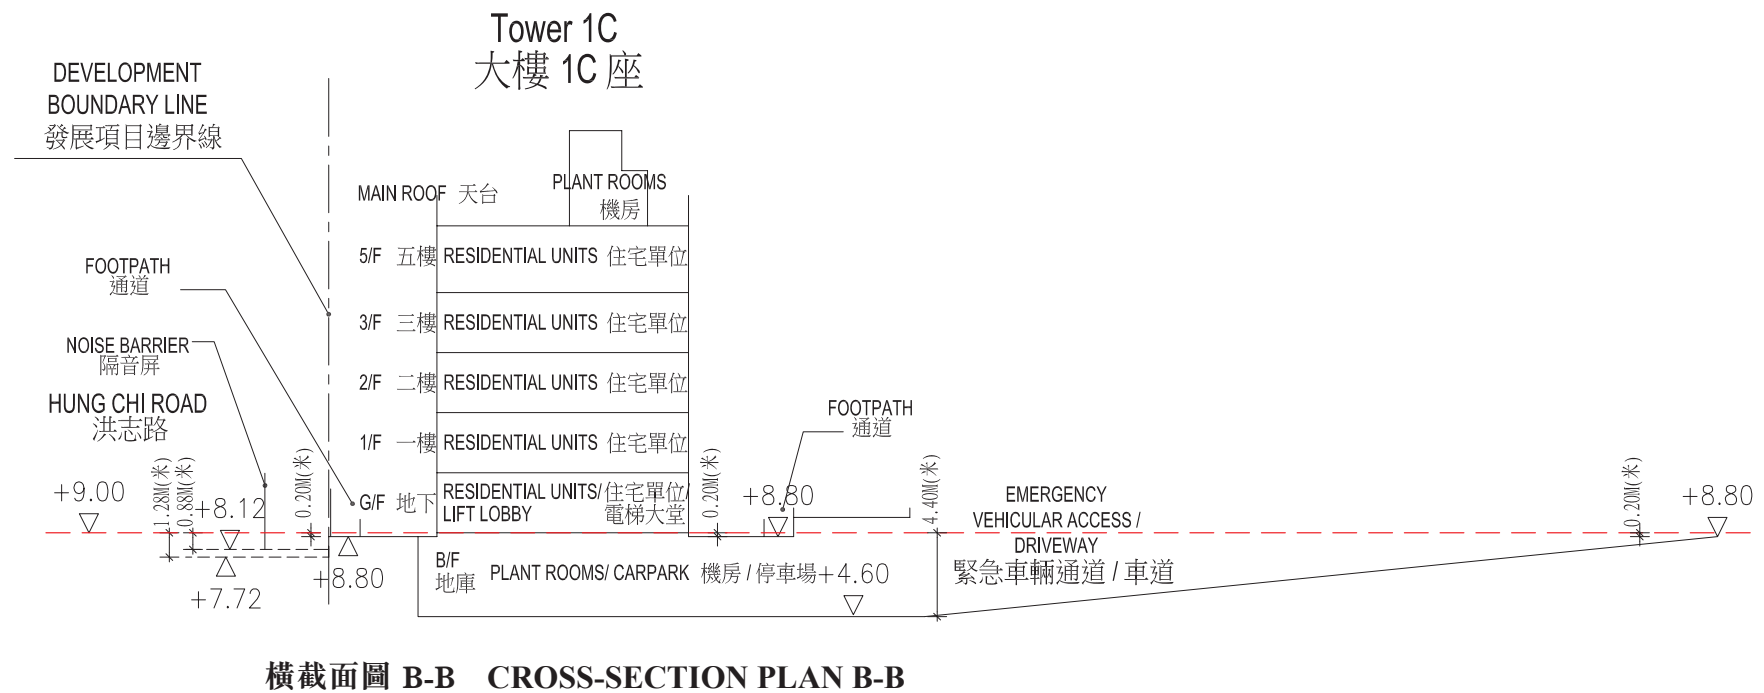 Tower 1C
大樓 1C 座
DEVELOPMENT
BOUNDARY LINE
發展項目邊界線
MAIN ROOF 天台
PLANT ROOMS
機房
5/F 五樓 RESIDENTIAL UNITS 住宅單位
FOOTPATH
通道
3/F 三樓 RESIDENTIAL UNITS 住宅單位
NOISE BARRIER
隔音屏
2/F 二樓 RESIDENTIAL UNITS 住宅單位
HUNG CHI ROAD
洪志路
FOOTPATH
通道
1/F 一樓 RESIDENTIAL UNITS 住宅單位
+9.00
1.28M(米)
0.88M(米)
+8.12
0.20M(米)
G/F 地下 RESIDENTIAL UNITS/ 住宅單位/
LIFT LOBBY 電梯大堂
0.20M(米)
+8.80
4.40M(米)
EMERGENCY
VEHICULAR ACCESS /
DRIVEWAY
緊急車輛通道 / 車道
0.20M(米)
+8.80
+7.72
+8.80
B/F
地庫
PLANT ROOMS/ CARPARK 機房 / 停車場
+4.60
橫截面圖 B-B CROSS-SECTION PLAN B-B